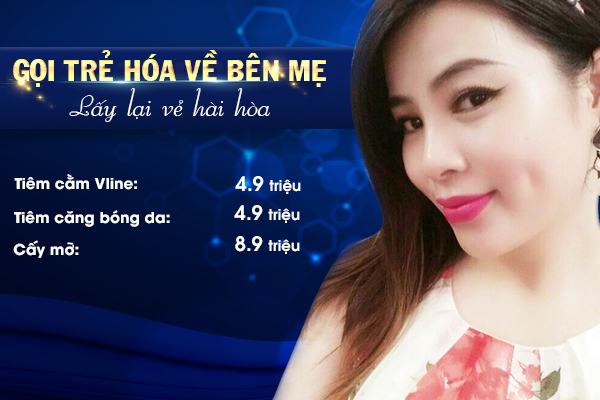 GỌI TRẺ HÓA VỀ BÊN MẸ
Lấy lại vẻ hài hòa
Tiêm cằm Vline: 4.9 triệu
Tiêm căng bóng da: 4.9 triệu
Cấy mỡ: 8.9 triệu